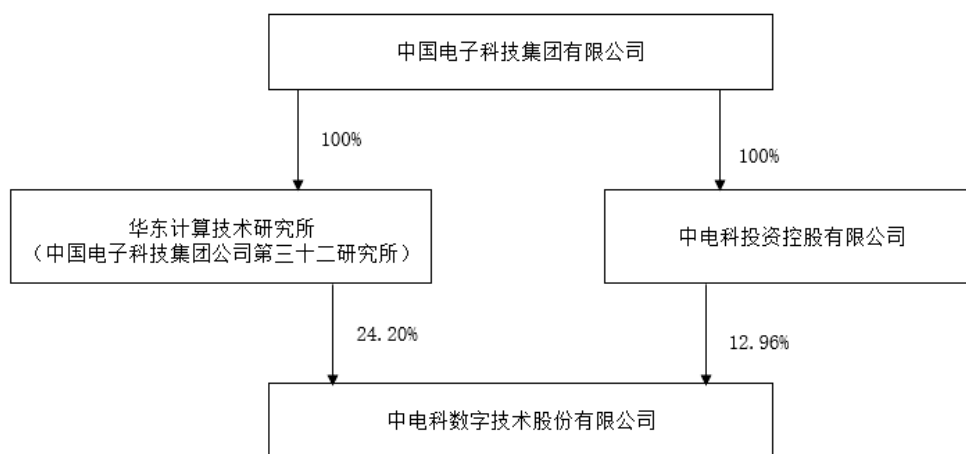 中国电子科技集团有限公司
100%
100%
华东计算技术研究所
（中国电子科技集团公司第三十二研究所）
中电科投资控股有限公司
24.20%
12.96%
中电科数字技术股份有限公司